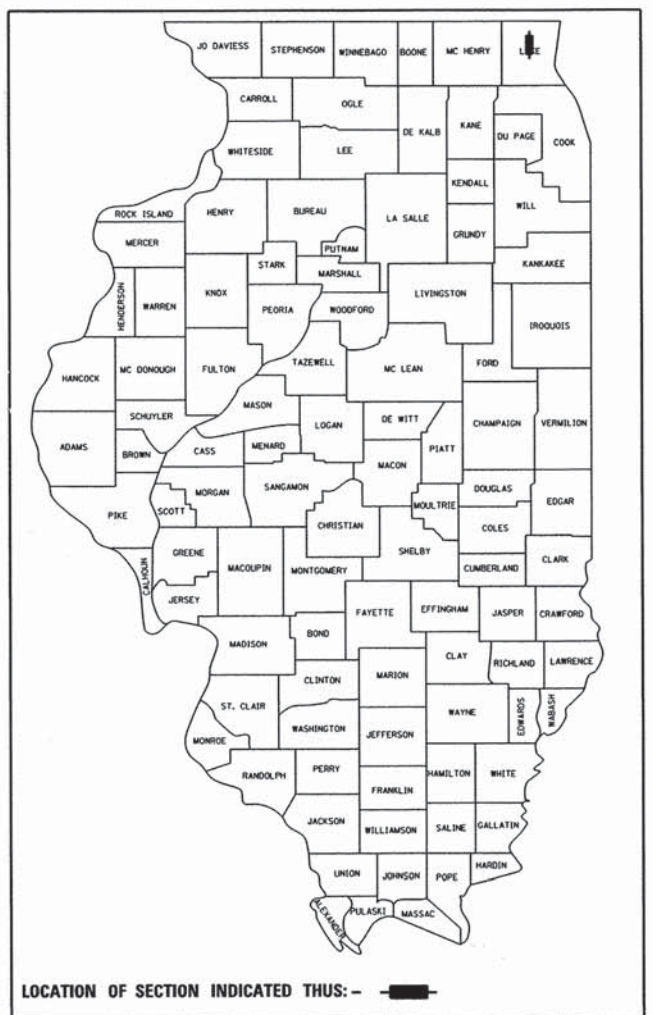 JO DAVIESS STEPHENSON WINNEBAGO BOONE MC HENRY
CARROLL OGLE DE KALB KANE DU PAGE COOK
WHITESIDE LEE
KENDALL WILL
ROCK ISLAND HENRY BUREAU LA SALLE
MERCER PUTNAM GRUNDY
STARK MARSHALL KANKAKEE
HENDERSON WARREN KNOX PEORIA WOODFORD LIVINGSTON IROQUOIS
HANCOCK MC DONOUGH FULTON TAZEWELL MC LEAN FORD
MASON
SCHUYLER LOGAN DE WITT CHAMPAIGN VERMILION
ADAMS BROWN CASS MENARD MACON PIATT
PIKE SCOTT MORGAN SANGAMON MOULTRIE DOUGLAS EDGAR
CHRISTIAN COLES
CALHOUN GREENE MACOUPIN MONTGOMERY SHELBY CUMBERLAND CLARK
JERSEY FAYETTE EFFINGHAM JASPER CRAWFORD
MADISON BOND
CLAY RICHLAND LAWRENCE
CLINTON MARION
ST. CLAIR WAYNE EDWARDS WABASH
WASHINGTON JEFFERSON
MONROE
RANDOLPH PERRY HAMILTON WHITE
FRANKLIN
JACKSON WILLIAMSON SALINE GALLATIN
UNION JOHNSON POPE HARDIN
ALEXANDER PULASKI MASSAC
LOCATION OF SECTION INDICATED THUS: -